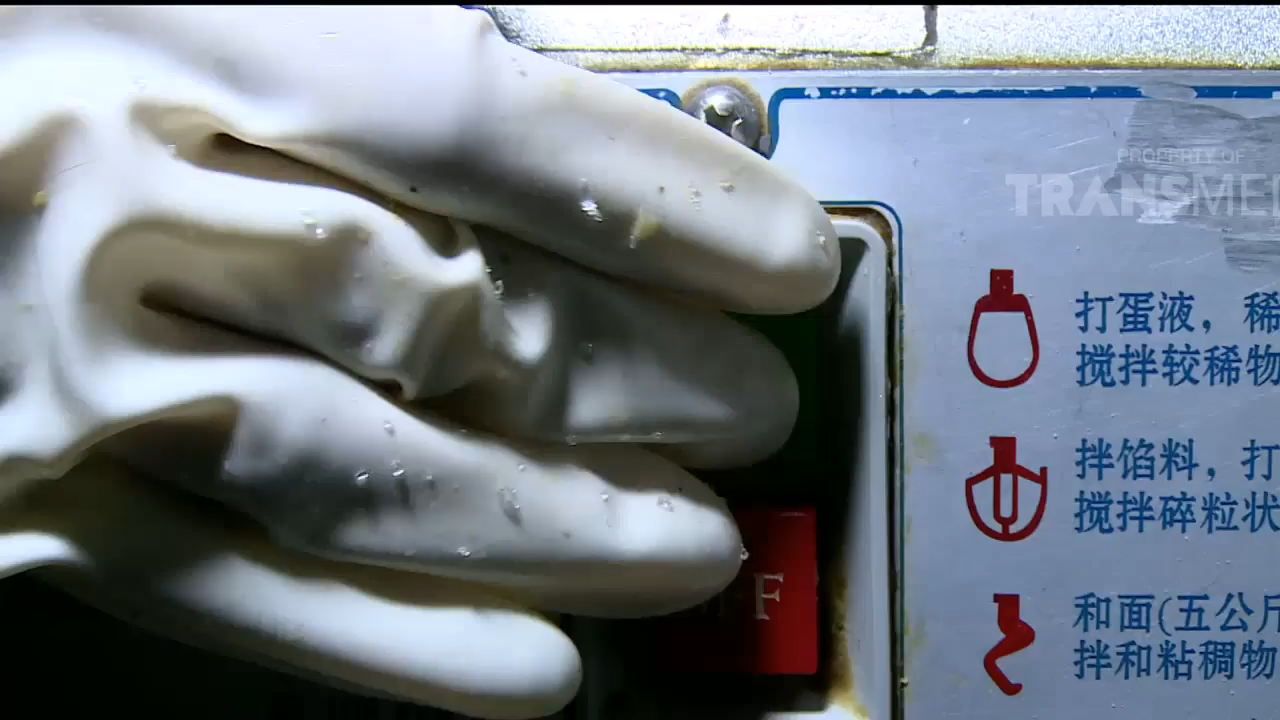 PROPERTY OF
TRANSMED
打蛋液，稀
搅拌较稀物
拌馅料，打
搅拌碎粒状
F
和面(五公斤
拌和粘稠物